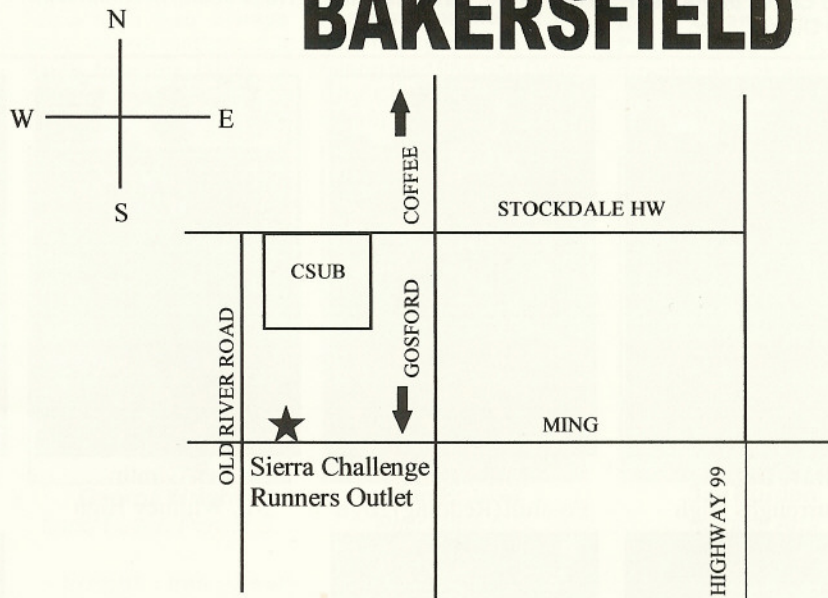 BAKERSFIELD
N
W
E
S
COFFEE
STOCKDALE HW
CSUB
GOSFORD
OLD RIVER ROAD
MING
Sierra Challenge
Runners Outlet
HIGHWAY 99